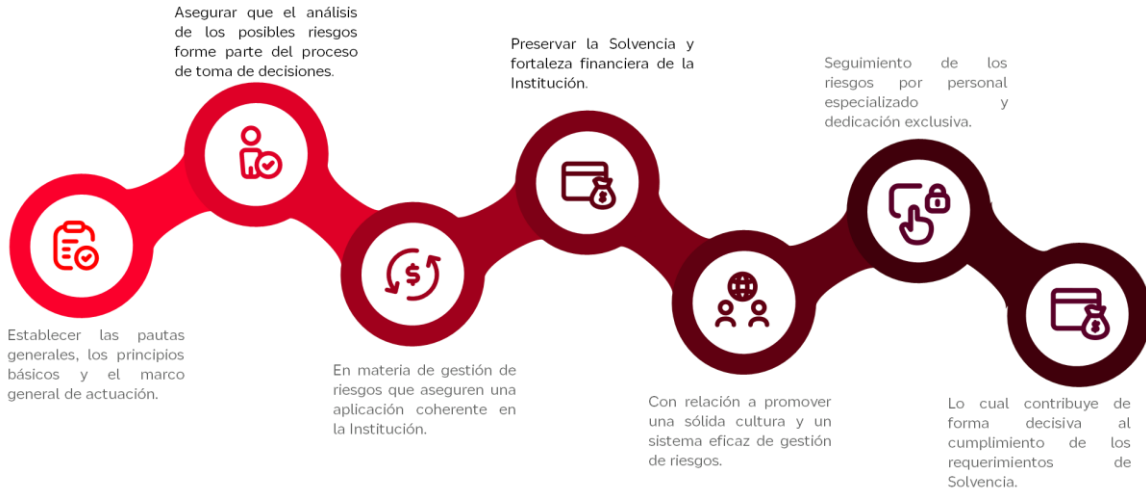 Establecer las pautas
generales, los principios
básicos y el marco
general de actuación.
Asegurar que el análisis
de los posibles riesgos
forme parte del proceso
de toma de decisiones.
En materia de gestión de
riesgos que aseguren una
aplicación coherente en
la Institución.
Preservar la Solvencia y
fortaleza financiera de la
Institución.
Con relación a promover
una sólida cultura y un
sistema eficaz de gestión
de riesgos.
Seguimiento de los
riesgos por personal
especializado y
dedicación exclusiva.
Lo cual contribuye de
forma decisiva al
cumplimiento de los
requerimientos de
Solvencia.